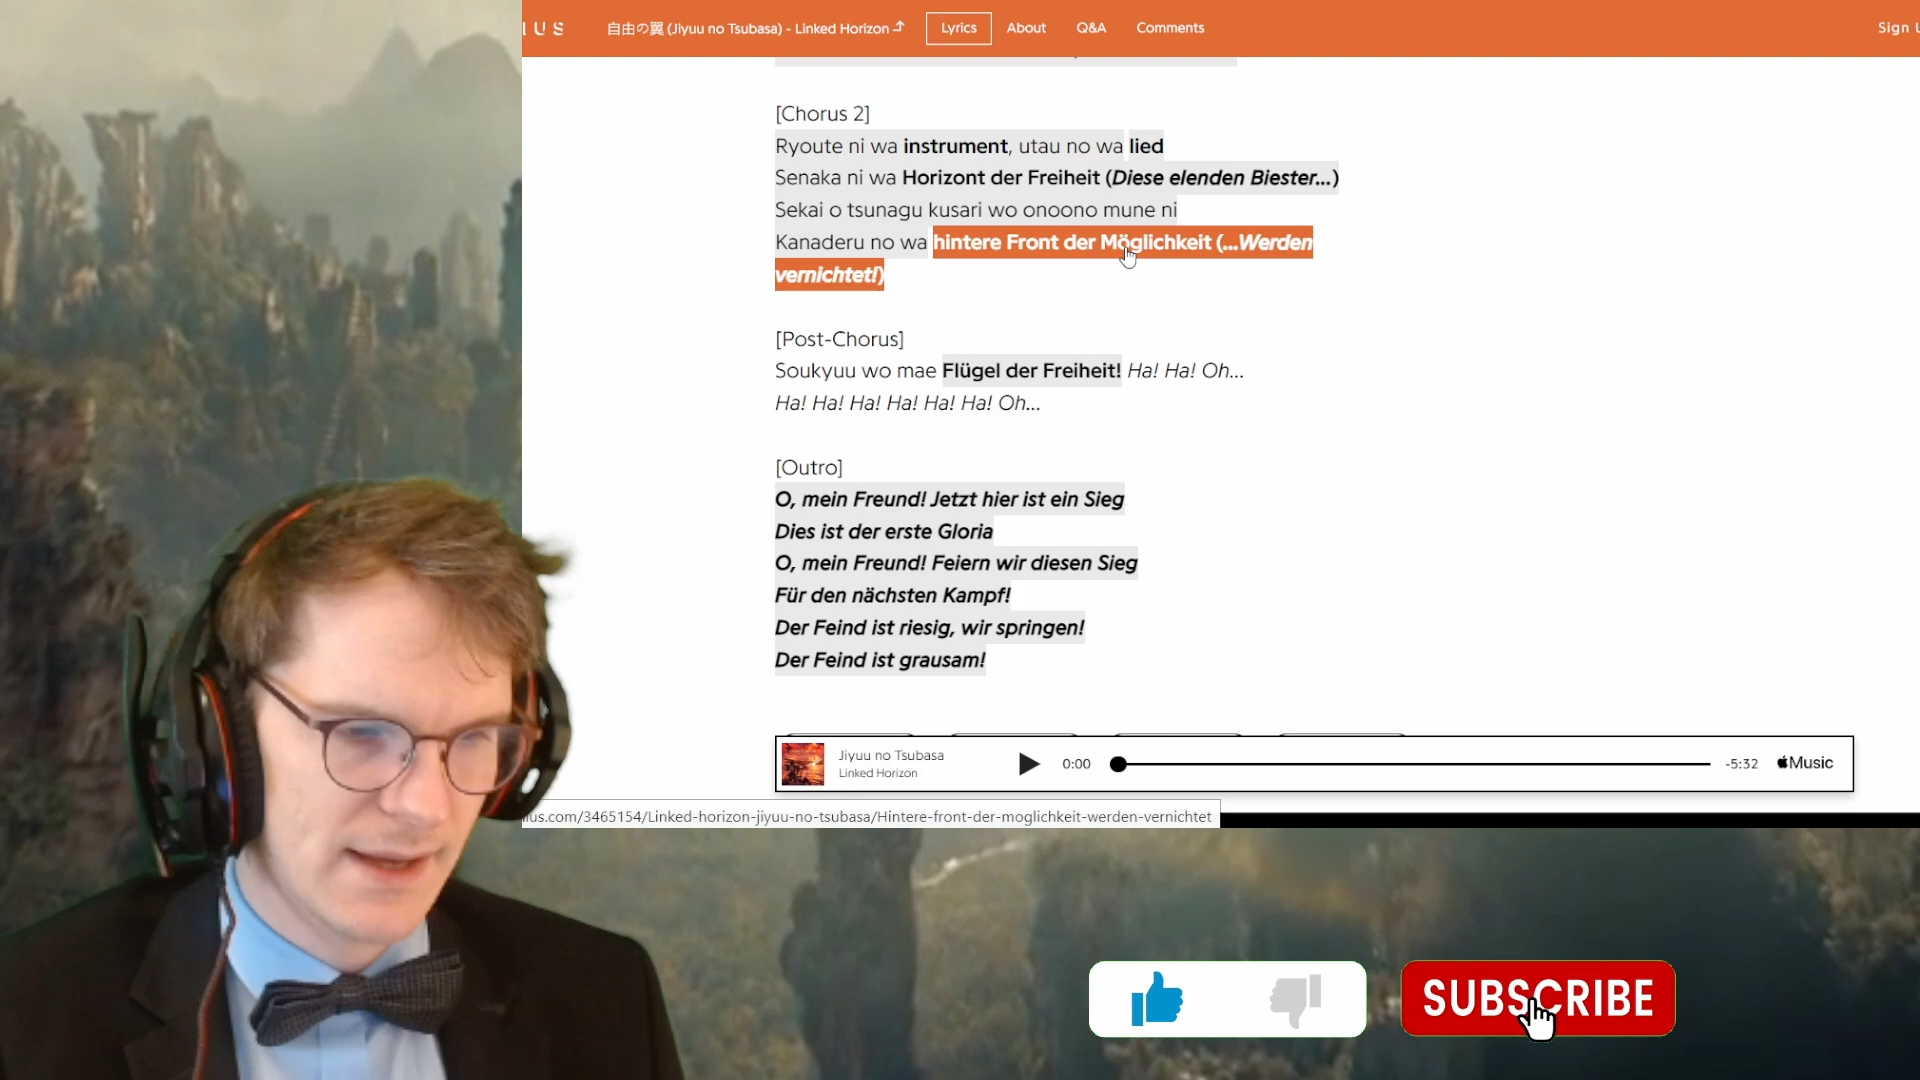 IUS
自由の翼 (Jiyuu no Tsubasa) - Linked Horizon
Lyrics
About
Q&A
Comments
Sign U
[Chorus 2]
Ryoute ni wa instrument, utau no wa lied
Senaka ni wa Horizont der Freiheit (Diese elenden Biester...)
Sekai o tsunagu kusari wo onoono mune ni
Kanaderu no wa hintere Front der Möglichkeit (...Werden
vernichtet!)
[Post-Chorus]
Soukyuu wo mae Flügel der Freiheit! Ha! Ha! Oh...
Ha! Ha! Ha! Ha! Ha! Ha! Oh...
[Outro]
O, mein Freund! Jetzt hier ist ein Sieg
Dies ist der erste Gloria
O, mein Freund! Feiern wir diesen Sieg
Für den nächsten Kampf!
Der Feind ist riesig, wir springen!
Der Feind ist grausam!
Jiyuu no Tsubasa
Linked Horizon
0:00
-5:32
Music
ius.com/3465154/Linked-horizon-jiyuu-no-tsubasa/Hintere-front-der-moglichkeit-werden-vernichtet
SUBSCRIBE